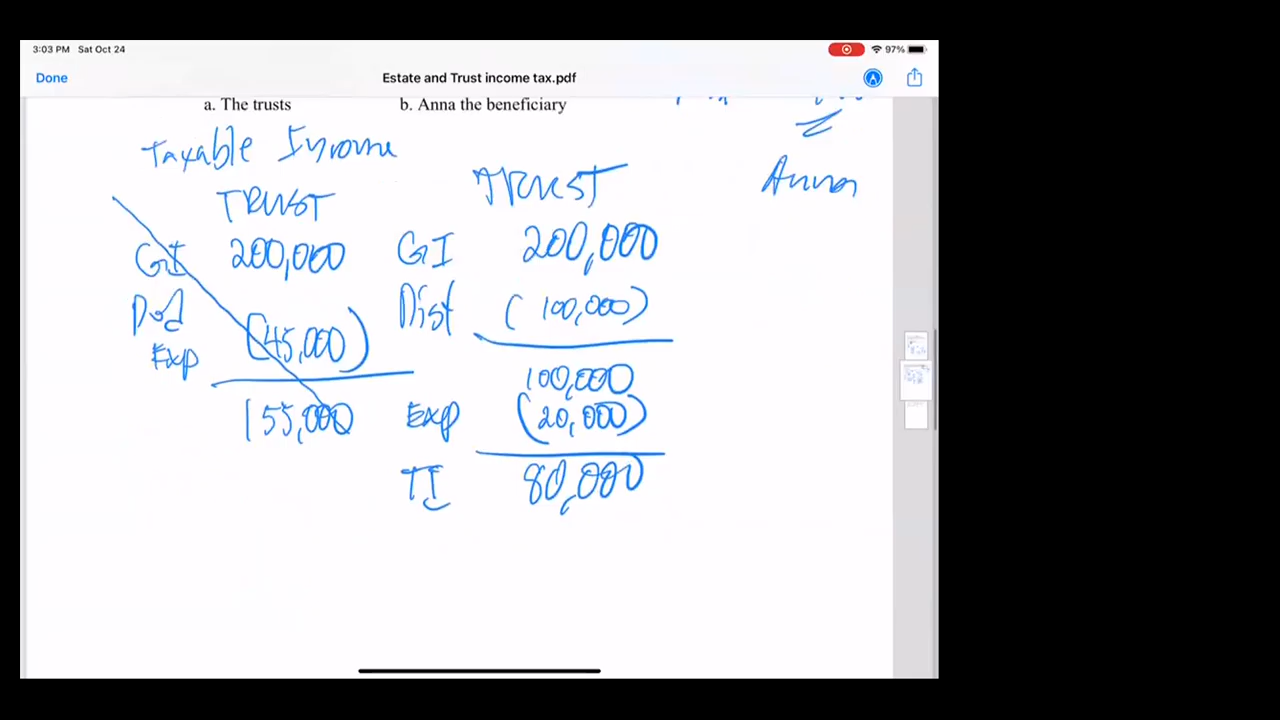 3:03 PM Sat Oct 24
97%
Done
Estate and Trust income tax.pdf
a. The trusts
b. Anna the beneficiary
Taxable Income
TRUST
GI 200,000
Ded
Exp (45,000)
155,000
TRUST
GI 200,000
Dist (100,000)
100,000
Exp (20,000)
TI 80,000
Anna